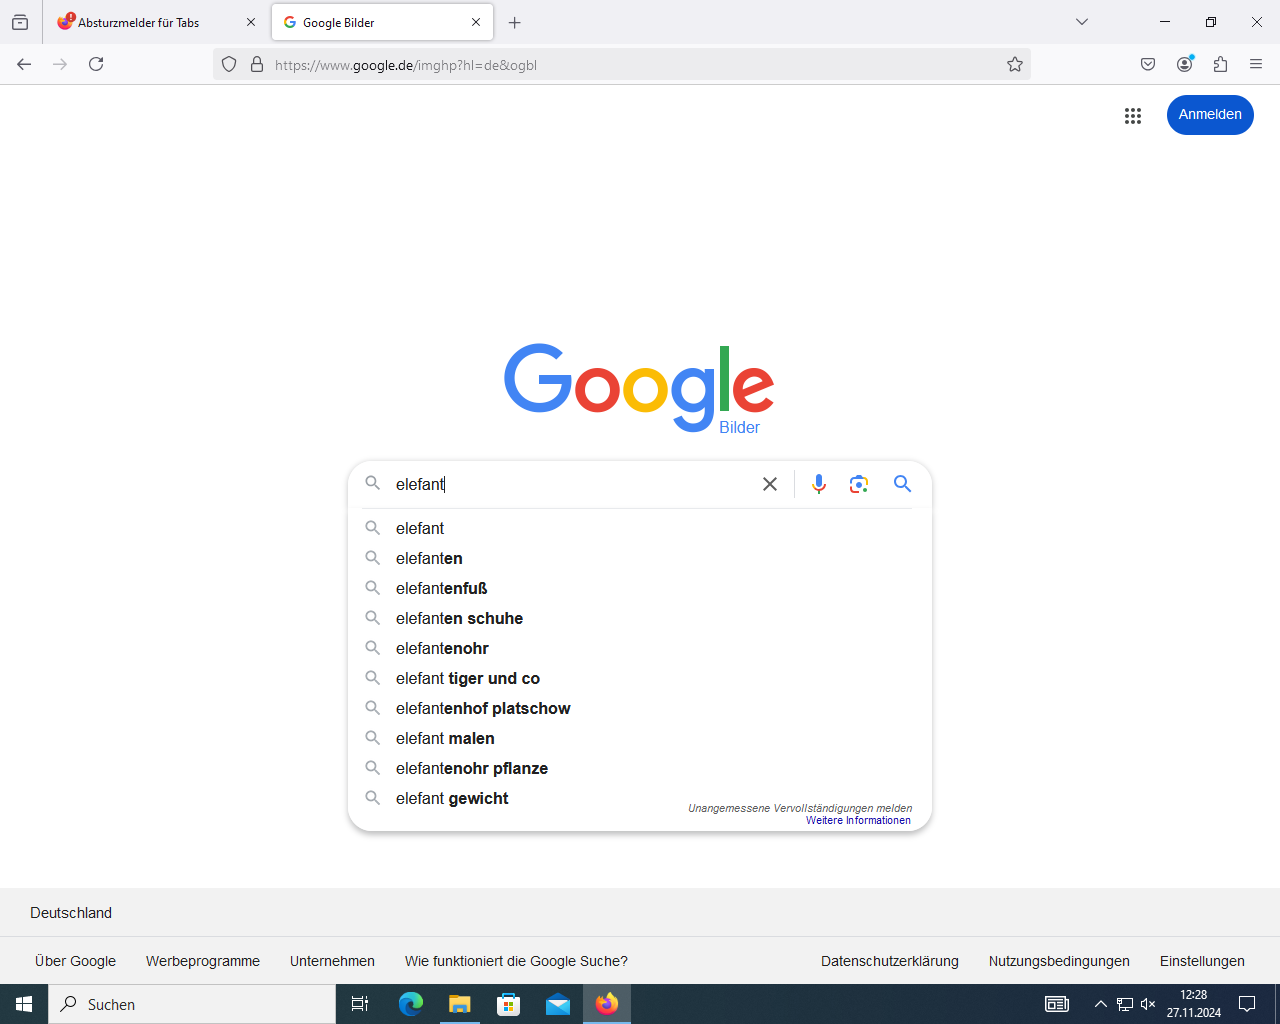 Absturzmelder für Tabs
Google Bilder
https://www.google.de/imghp?hl=de&ogbl
Anmelden
Google
Bilder
elefant
elefant
elefanten
elefantenfuß
elefanten schuhe
elefantenohr
elefant tiger und co
elefantenhof platschow
elefant malen
elefantenohr pflanze
elefant gewicht
Unangemessene Vervollständigungen melden
Weitere Informationen
Deutschland
Über Google Werbeprogramme Unternehmen Wie funktioniert die Google Suche? Datenschutzerklärung Nutzungsbedingungen Einstellungen
Suchen
12:28
27.11.2024